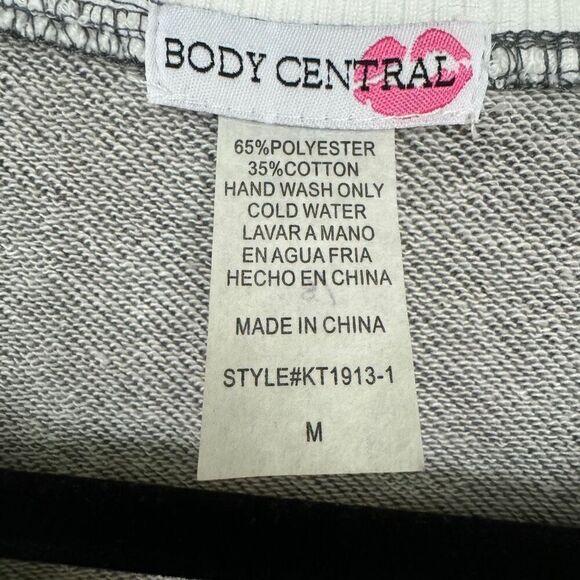 BODY CENTRAL
65%POLYESTER
35%COTTON
HAND WASH ONLY
COLD WATER
LAVAR A MANO
EN AGUA FRIA
HECHO EN CHINA
MADE IN CHINA
STYLE#KT1913-1
M